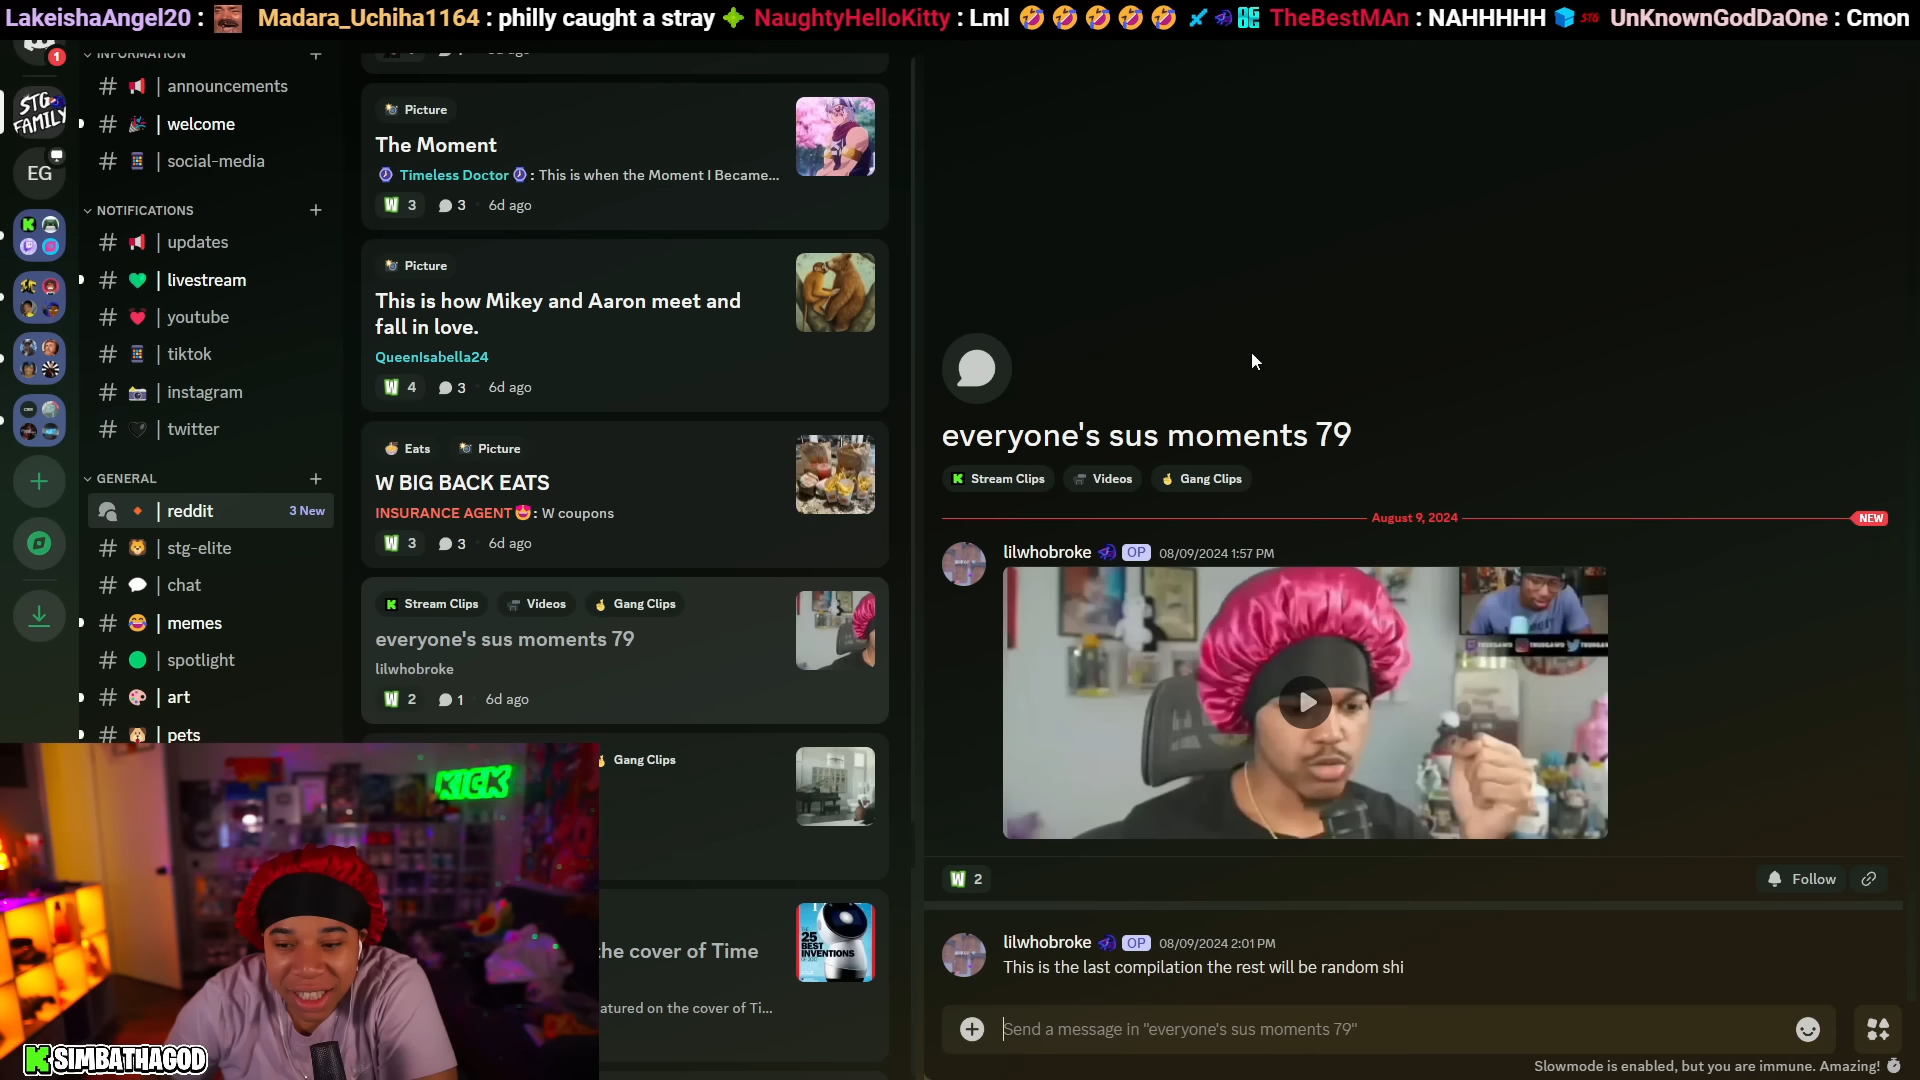 LakeishaAngel20 : Madara_Uchiha1164 : philly caught a stray NaughtyHelloKitty : Lml TheBestMAn : NAHHHHH UnKnownGodDaOne : Cmon
1
STG FAMILY
EG
INFORMATION
announcements
welcome
social-media
NOTIFICATIONS
updates
livestream
youtube
tiktok
instagram
twitter
GENERAL
reddit 3 New
stg-elite
chat
memes
spotlight
art
pets
KICK
K SIMBATHAGOD
Picture
The Moment
Timeless Doctor : This is when the Moment I Became...
3 3 6d ago
Picture
This is how Mikey and Aaron meet and
fall in love.
QueenIsabella24
4 3 6d ago
Eats Picture
W BIG BACK EATS
INSURANCE AGENT : W coupons
3 3 6d ago
Stream Clips Videos Gang Clips
everyone's sus moments 79
lilwhobroke
2 1 6d ago
Gang Clips
he cover of Time
atured on the cover of Ti...
25
BEST
INVENTIONS
everyone's sus moments 79
Stream Clips Videos Gang Clips
August 9, 2024 NEW
lilwhobroke OP 08/09/2024 1:57 PM
W 2
Follow
lilwhobroke OP 08/09/2024 2:01 PM
This is the last compilation the rest will be random shi
Send a message in "everyone's sus moments 79"
Slowmode is enabled, but you are immune. Amazing!